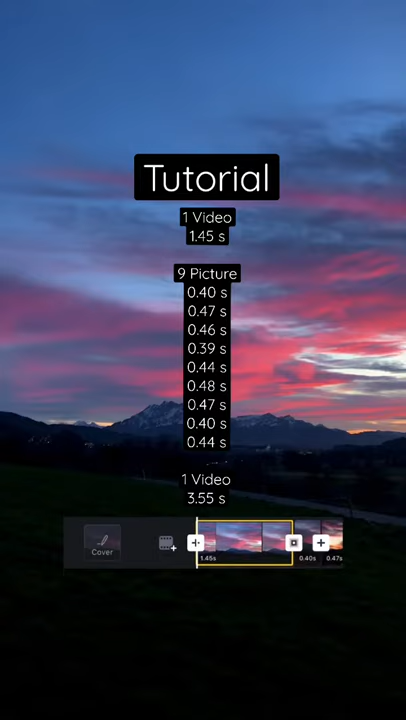 Tutorial
1 Video
1.45 s
9 Picture
0.40 s
0.47 s
0.46 s
0.39 s
0.44 s
0.48 s
0.47 s
0.40 s
0.44 s
1 Video
3.55 s
Cover
1.45s
0.40s
0.47s